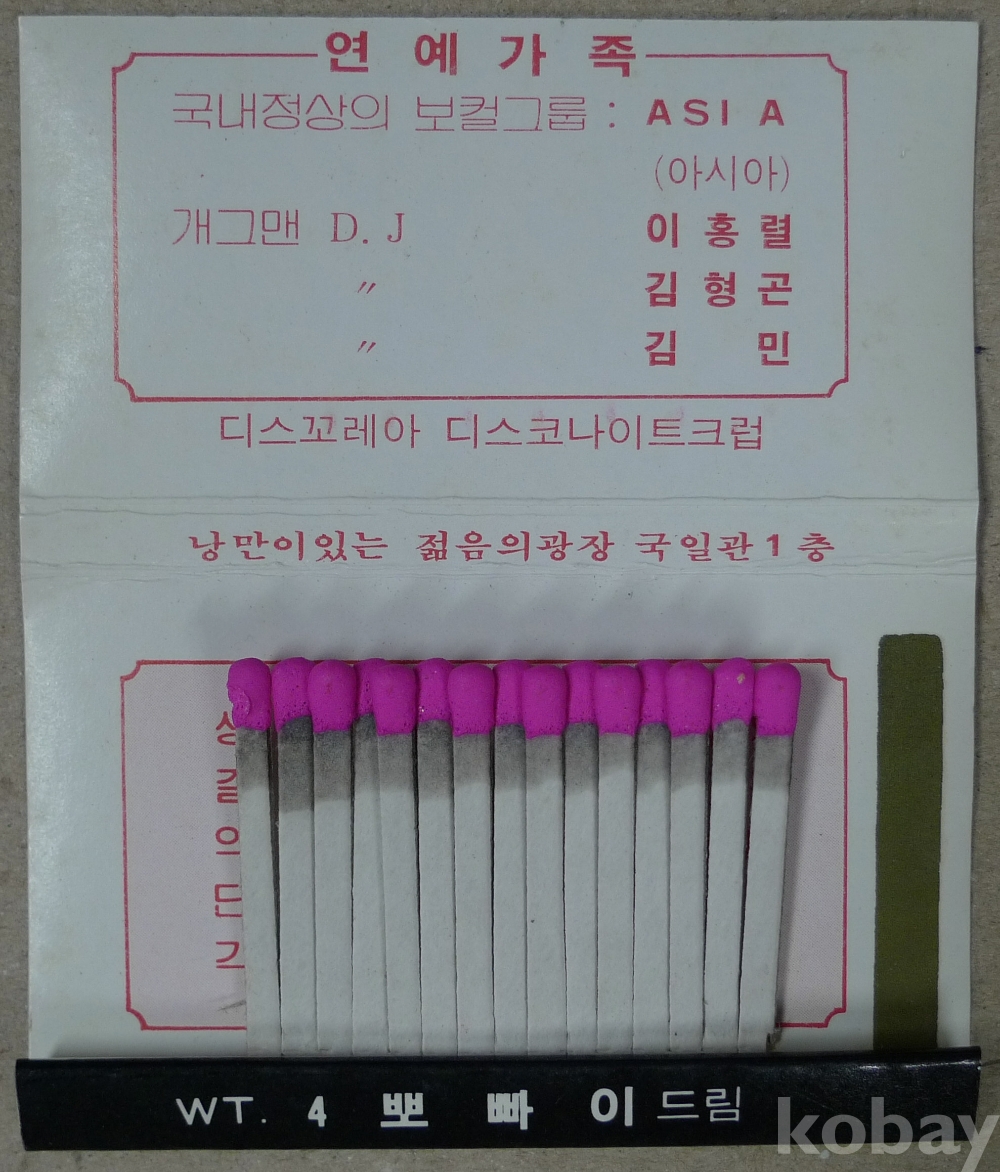 연 예 가 족
국내정상의 보컬그룹 : ASIA
(아시아)
개그맨 D. J 이 홍 렬
〃 김 형 곤
〃 김 민
디스꼬레아 디스코나이트크럽
낭만이있는 젊음의광장 국일관 1 층
WT. 4 뽀 빠 이 드림
kobay